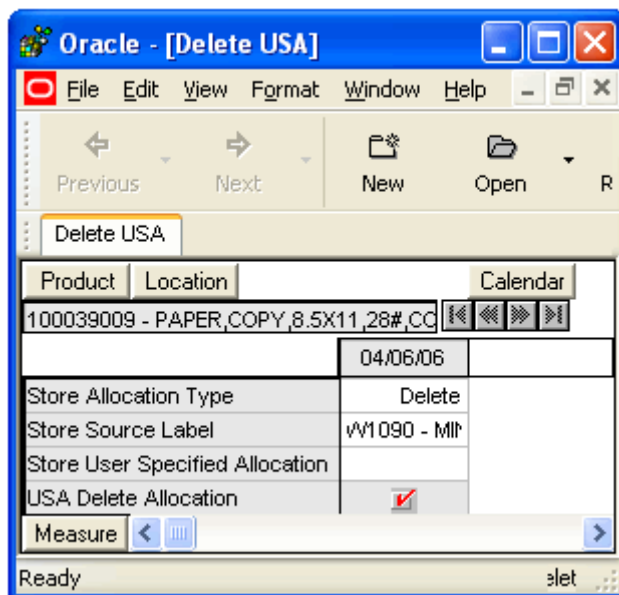 Oracle - [Delete USA]
File Edit View Format Window Help
Previous Next New Open R
Delete USA
Product Location Calendar
100039009 - PAPER,COPY,8.5X11,28#,CO
04/06/06
Store Allocation Type Delete
Store Source Label W1090 - MIN
Store User Specified Allocation
USA Delete Allocation
Measure
Ready elet